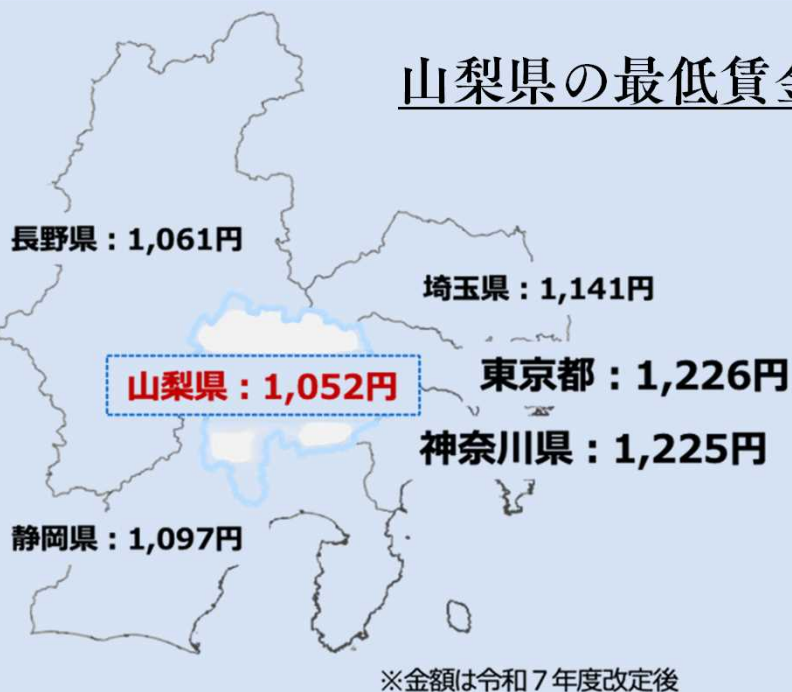 山梨県の最低賃金
長野県：1,061円
埼玉県：1,141円
山梨県：1,052円
東京都：1,226円
神奈川県：1,225円
静岡県：1,097円
※金額は令和７年度改定後